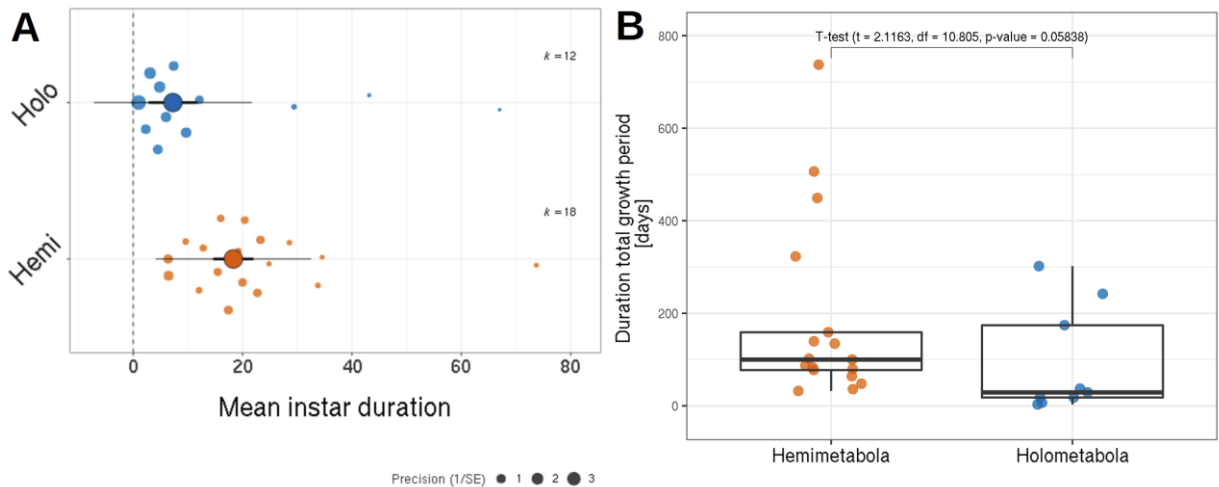 A
Holo
Hemi
k = 12
k = 18
0 20 40 60 80
Mean instar duration
Precision (1/SE) 1 2 3
B
T-test (t = 2.1163, df = 10.805, p-value = 0.05838)
Duration total growth period
[days]
800
600
400
200
0
Hemimetabola Holometabola